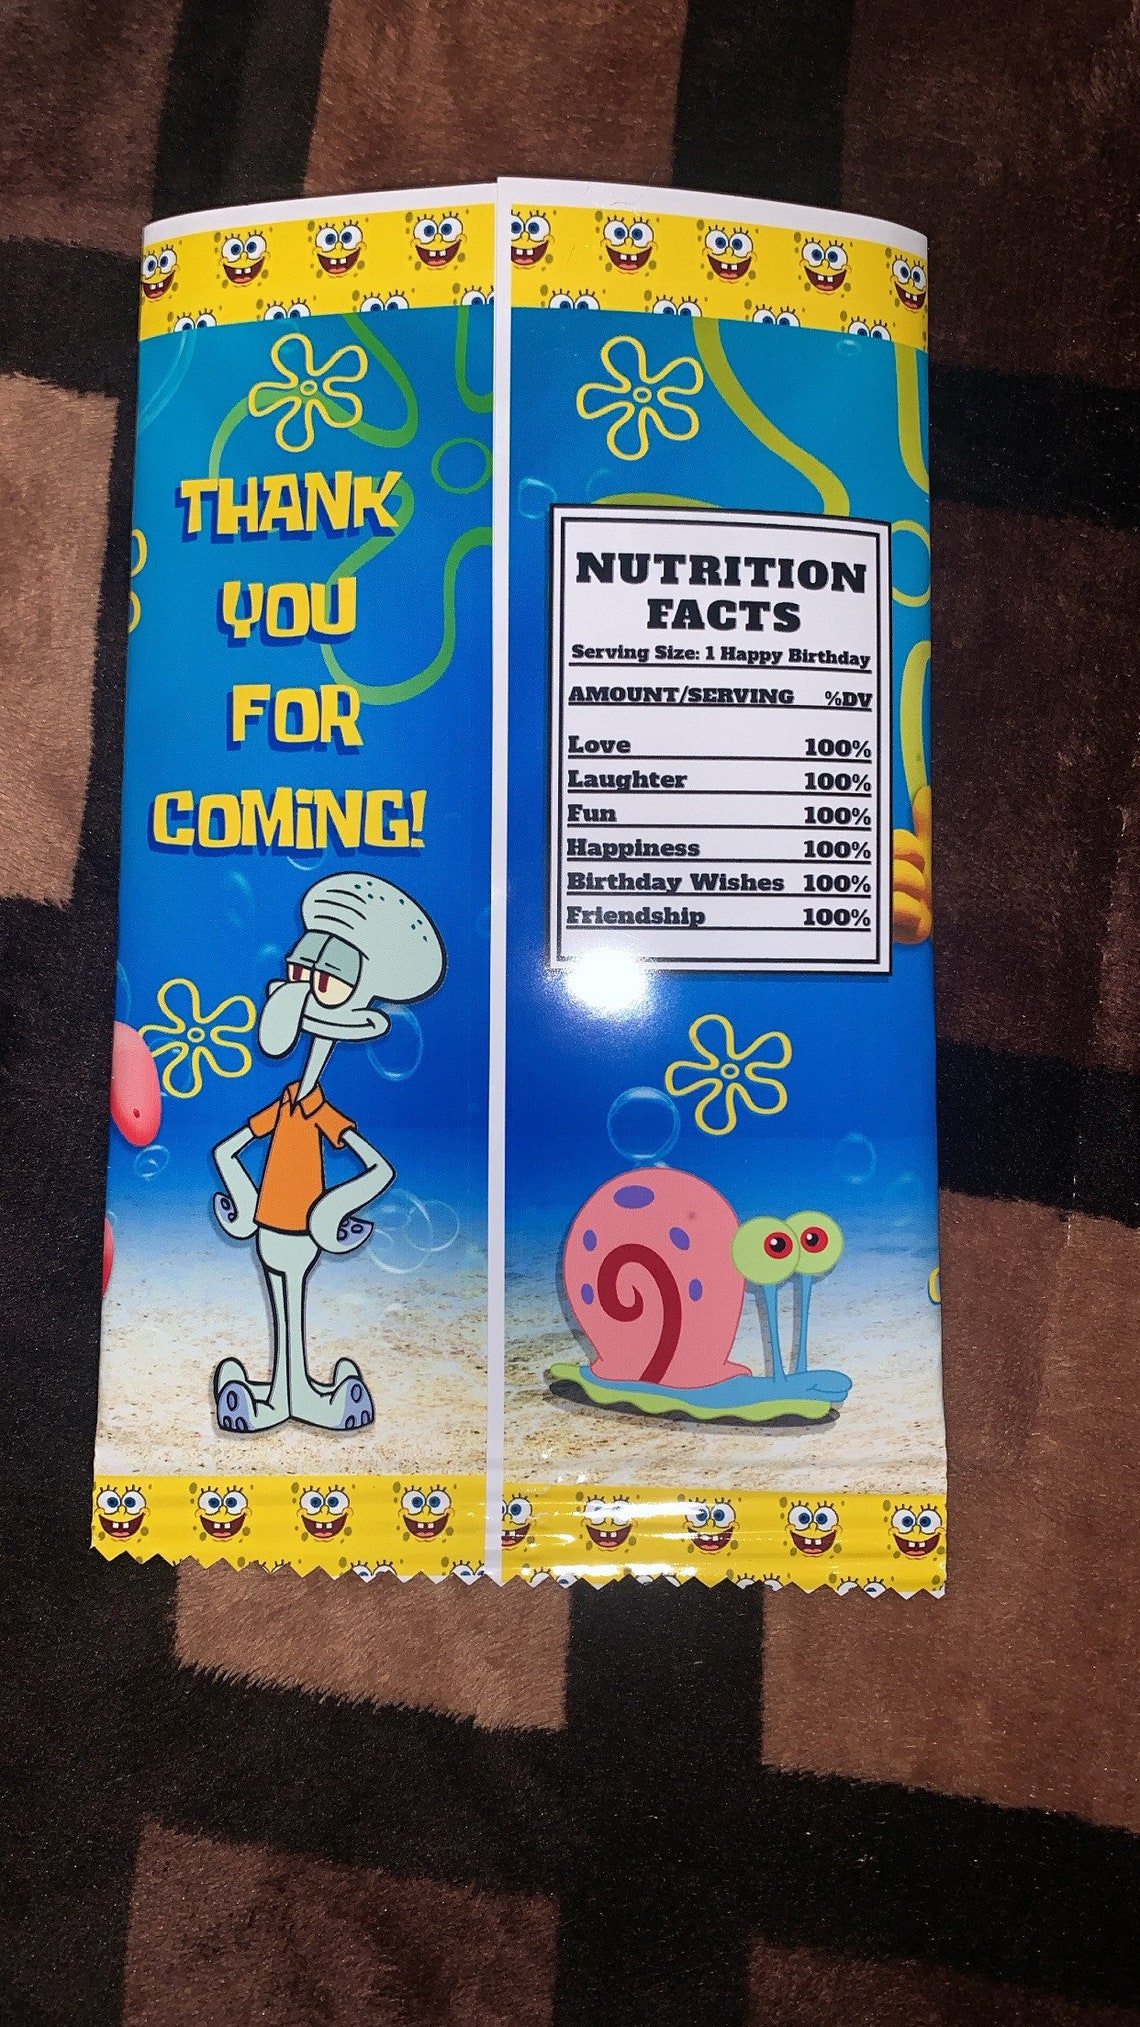 THANK
YOU
FOR
COMiNG!
NUTRITION
FACTS
Serving Size: 1 Happy Birthday
AMOUNT/SERVING %DV
Love 100%
Laughter 100%
Fun 100%
Happiness 100%
Birthday Wishes 100%
Friendship 100%